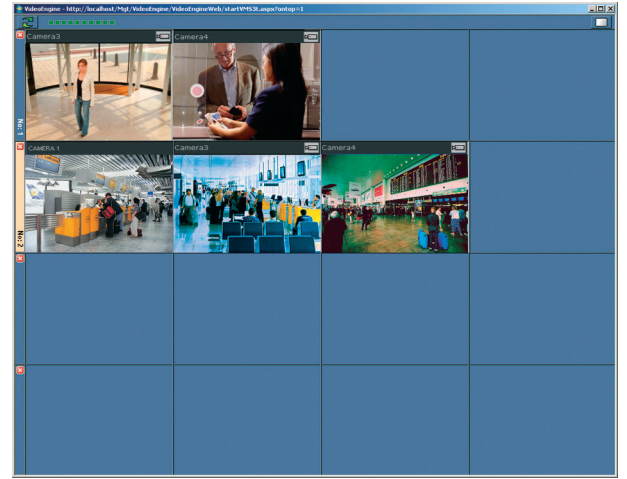 VideoEngine - http://localhost/Mgt/VideoEngine/VideoEngineWeb/startVMS3l.aspx?ontop=1
Camera3
Camera4
No: 1
CAMERA 1
Camera3
Camera4
No: 2